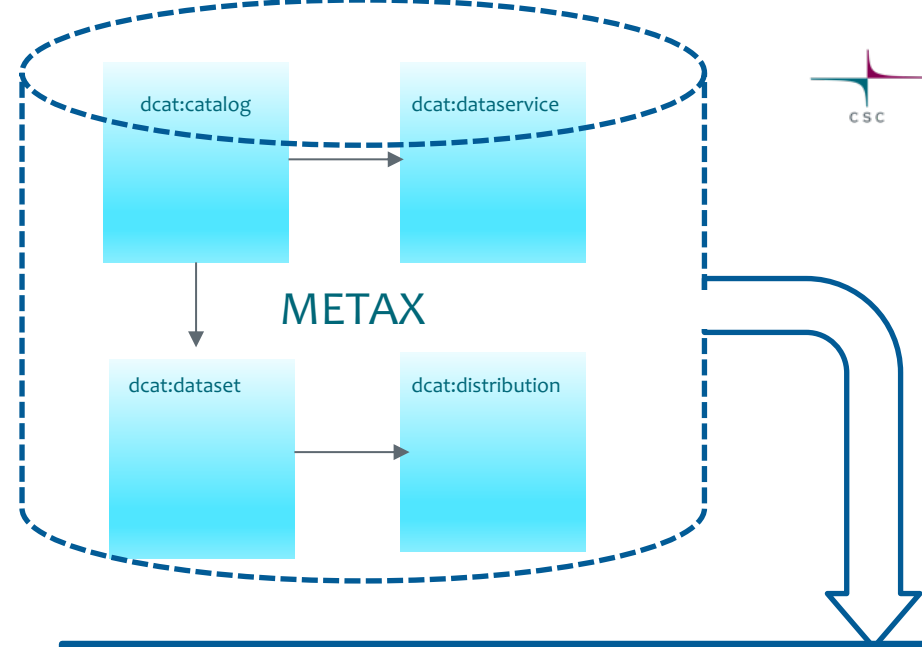 dcat:catalog
dcat:dataservice
CSC
METAX
dcat:dataset
dcat:distribution